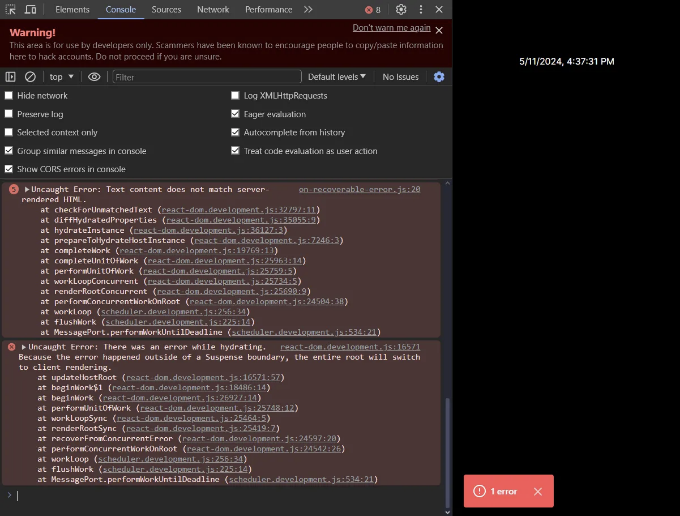 Elements Console Sources Network Performance 8
Warning! Don't warn me again
This area is for use by developers only. Scammers have been known to encourage people to copy/paste information
here to hack accounts. Do not proceed if you are unsure.
top Filter Default levels No Issues
Hide network Log XMLHttpRequests
Preserve log Eager evaluation
Selected context only Autocomplete from history
Group similar messages in console Treat code evaluation as user action
Show CORS errors in console
5 Uncaught Error: Text content does not match server- on-recoverable-error.js:20
rendered HTML.
at checkForUnmatchedText (react-dom.development.js:32797:11)
at diffHydratedProperties (react-dom.development.js:35055:9)
at hydrateInstance (react-dom.development.js:36127:3)
at prepareToHydrateHostInstance (react-dom.development.js:7246:3)
at completeWork (react-dom.development.js:19769:13)
at completeUnitOfWork (react-dom.development.js:25963:14)
at performUnitOfWork (react-dom.development.js:25759:5)
at workLoopConcurrent (react-dom.development.js:25734:5)
at renderRootConcurrent (react-dom.development.js:25690:9)
at performConcurrentWorkOnRoot (react-dom.development.js:24504:38)
at workLoop (scheduler.development.js:256:34)
at flushWork (scheduler.development.js:225:14)
at MessagePort.performWorkUntilDeadline (scheduler.development.js:534:21)
Uncaught Error: There was an error while hydrating. react-dom.development.js:16571
Because the error happened outside of a Suspense boundary, the entire root will switch
to client rendering.
at updateHostRoot (react-dom.development.js:16571:57)
at beginWork$1 (react-dom.development.js:18486:14)
at beginWork (react-dom.development.js:26927:14)
at performUnitOfWork (react-dom.development.js:25748:12)
at workLoopSync (react-dom.development.js:25464:5)
at renderRootSync (react-dom.development.js:25419:7)
at recoverFromConcurrentError (react-dom.development.js:24597:20)
at performConcurrentWorkOnRoot (react-dom.development.js:24542:26)
at workLoop (scheduler.development.js:256:34)
at flushWork (scheduler.development.js:225:14)
at MessagePort.performWorkUntilDeadline (scheduler.development.js:534:21)
5/11/2024, 4:37:31 PM
1 error